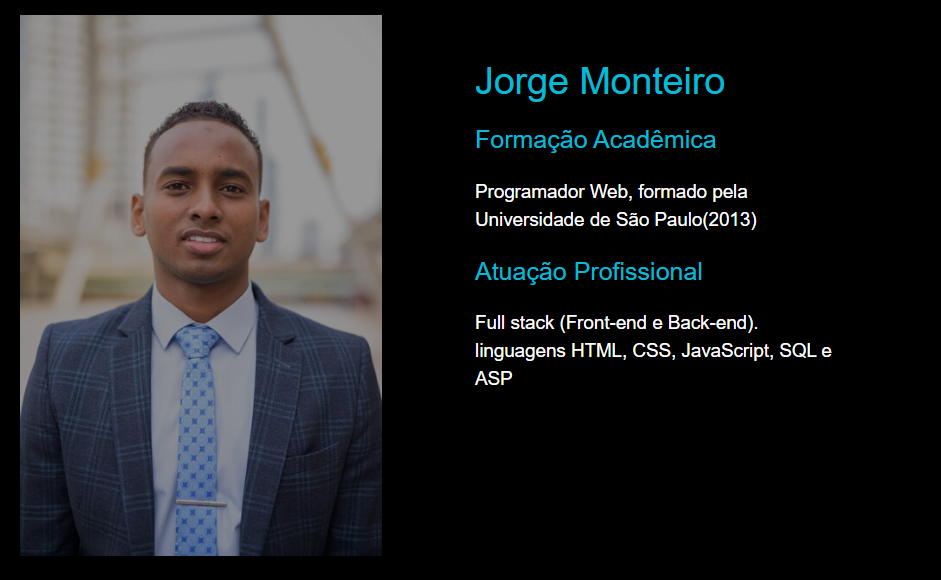 Jorge Monteiro
Formação Acadêmica
Programador Web, formado pela
Universidade de São Paulo(2013)
Atuação Profissional
Full stack (Front-end e Back-end).
linguagens HTML, CSS, JavaScript, SQL e
ASP